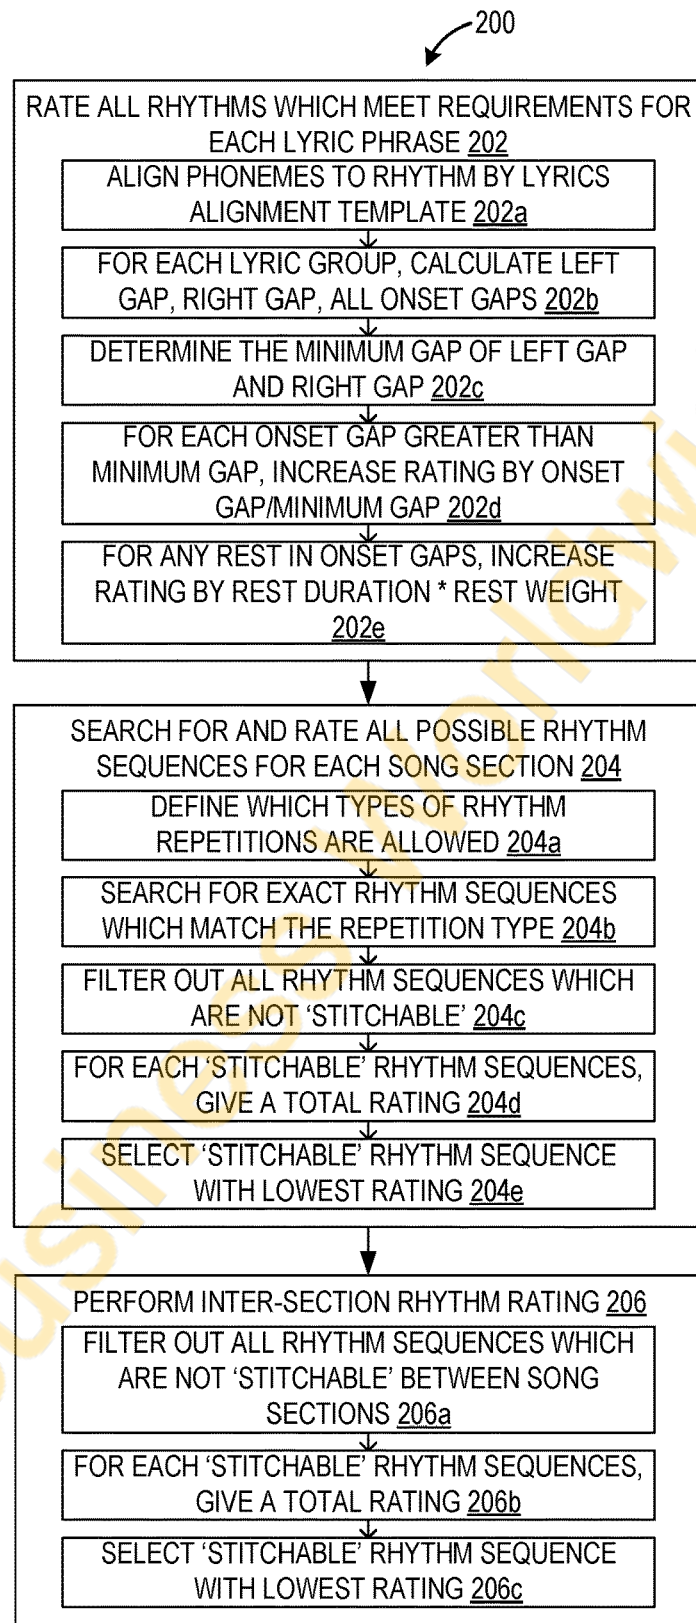 200
RATE ALL RHYTHMS WHICH MEET REQUIREMENTS FOR
EACH LYRIC PHRASE 202
ALIGN PHONEMES TO RHYTHM BY LYRICS
ALIGNMENT TEMPLATE 202a
FOR EACH LYRIC GROUP, CALCULATE LEFT
GAP, RIGHT GAP, ALL ONSET GAPS 202b
DETERMINE THE MINIMUM GAP OF LEFT GAP
AND RIGHT GAP 202c
FOR EACH ONSET GAP GREATER THAN
MINIMUM GAP, INCREASE RATING BY ONSET
GAP/MINIMUM GAP 202d
FOR ANY REST IN ONSET GAPS, INCREASE
RATING BY REST DURATION * REST WEIGHT
202e
SEARCH FOR AND RATE ALL POSSIBLE RHYTHM
SEQUENCES FOR EACH SONG SECTION 204
DEFINE WHICH TYPES OF RHYTHM
REPETITIONS ARE ALLOWED 204a
SEARCH FOR EXACT RHYTHM SEQUENCES
WHICH MATCH THE REPETITION TYPE 204b
FILTER OUT ALL RHYTHM SEQUENCES WHICH
ARE NOT ‘STITCHABLE’ 204c
FOR EACH ‘STITCHABLE’ RHYTHM SEQUENCES,
GIVE A TOTAL RATING 204d
SELECT ‘STITCHABLE’ RHYTHM SEQUENCE
WITH LOWEST RATING 204e
PERFORM INTER-SECTION RHYTHM RATING 206
FILTER OUT ALL RHYTHM SEQUENCES WHICH
ARE NOT ‘STITCHABLE’ BETWEEN SONG
SECTIONS 206a
FOR EACH ‘STITCHABLE’ RHYTHM SEQUENCES,
GIVE A TOTAL RATING 206b
SELECT ‘STITCHABLE’ RHYTHM SEQUENCE
WITH LOWEST RATING 206c